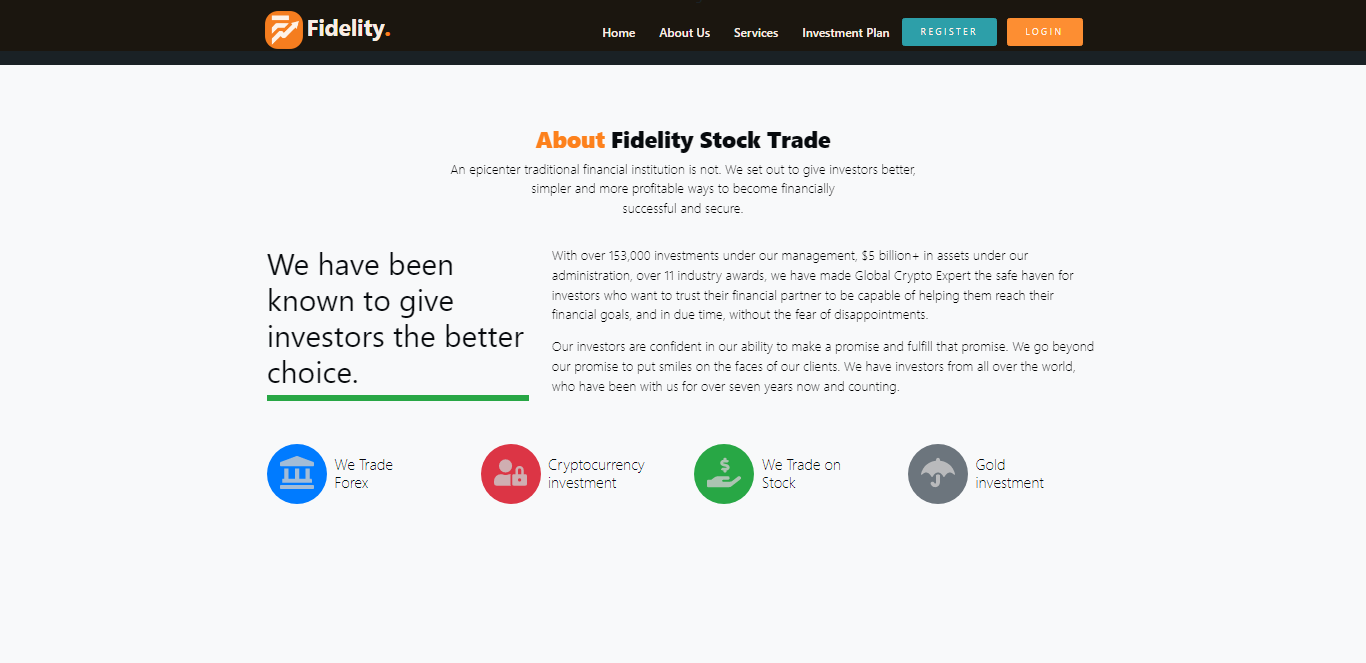 Fidelity.
Home About Us Services Investment Plan REGISTER LOGIN
About Fidelity Stock Trade
An epicenter traditional financial institution is not. We set out to give investors better,
simpler and more profitable ways to become financially
successful and secure.
We have been
known to give
investors the better
choice.
With over 153,000 investments under our management, $5 billion+ in assets under our
administration, over 11 industry awards, we have made Global Crypto Expert the safe haven for
investors who want to trust their financial partner to be capable of helping them reach their
financial goals, and in due time, without the fear of disappointments.
Our investors are confident in our ability to make a promise and fulfill that promise. We go beyond
our promise to put smiles on the faces of our clients. We have investors from all over the world,
who have been with us for over seven years now and counting.
We Trade
Forex
Cryptocurrency
investment
We Trade on
Stock
Gold
investment